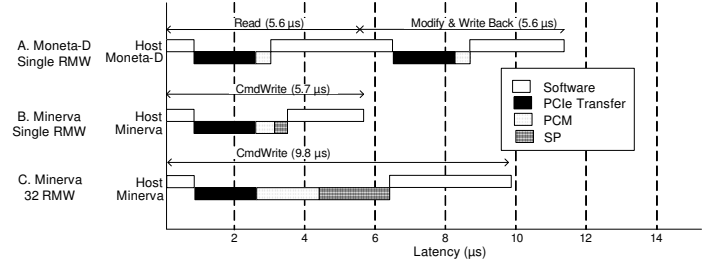 Read (5.6 µs) Modify & Write Back (5.6 µs)
A. Moneta-D Host
Single RMW Moneta-D
Software
PCIe Transfer
PCM
SP
CmdWrite (5.7 µs)
B. Minerva Host
Single RMW Minerva
CmdWrite (9.8 µs)
C. Minerva Host
32 RMW Minerva
2 4 6 8 10 12 14
Latency (µs)